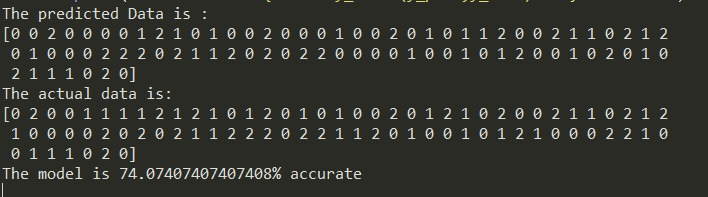 The predicted Data is :
[0 0 2 0 0 0 0 1 2 1 0 1 0 0 2 0 0 0 1 0 0 2 0 1 0 1 1 2 0 0 2 1 1 0 2 1 2
0 1 0 0 0 2 2 2 0 2 1 1 2 0 2 0 2 2 0 0 0 0 1 0 0 1 0 1 2 0 0 1 0 2 0 1 0
2 1 1 1 0 2 0]
The actual data is:
[0 2 0 0 1 1 1 1 2 1 2 1 0 1 2 0 1 0 1 0 0 2 0 1 2 1 0 2 0 0 2 1 1 0 2 1 2
1 0 0 0 0 2 0 2 0 2 1 1 2 2 2 0 2 2 1 1 2 0 1 0 0 1 0 1 2 1 0 0 0 2 2 1 0
0 1 1 1 0 2 0]
The model is 74.07407407407408% accurate